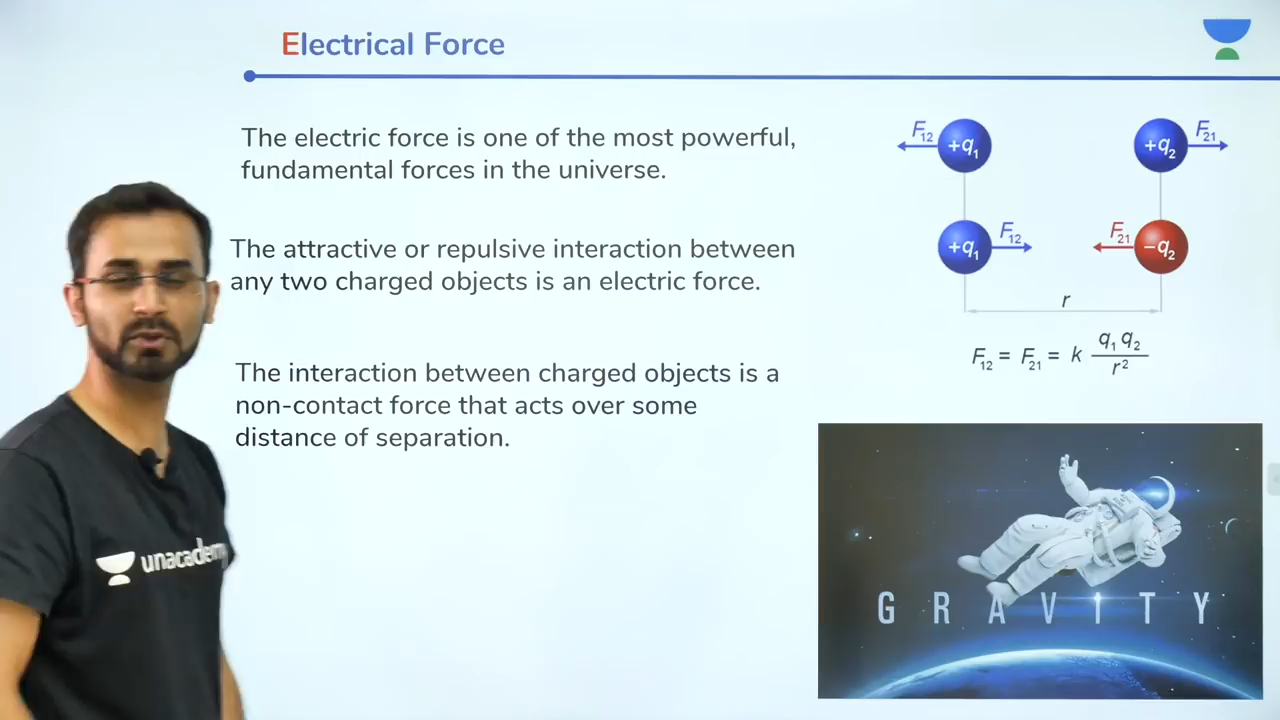 Electrical Force
The electric force is one of the most powerful,
fundamental forces in the universe.
The attractive or repulsive interaction between
any two charged objects is an electric force.
The interaction between charged objects is a
non-contact force that acts over some
distance of separation.
F12 +q1 +q2 F21
+q1 F12 F21 −q2
r
F12 = F21 = k q1 q2 / r²
GRAVITY
unacademy